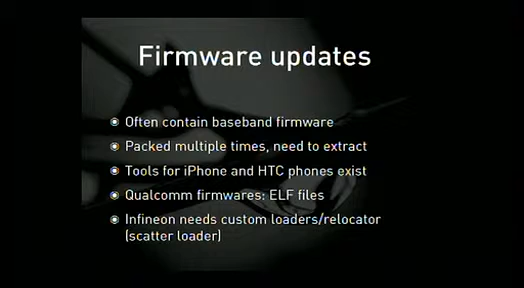 Firmware updates
Often contain baseband firmware
Packed multiple times, need to extract
Tools for iPhone and HTC phones exist
Qualcomm firmwares: ELF files
Infineon needs custom loaders/relocator
(scatter loader)